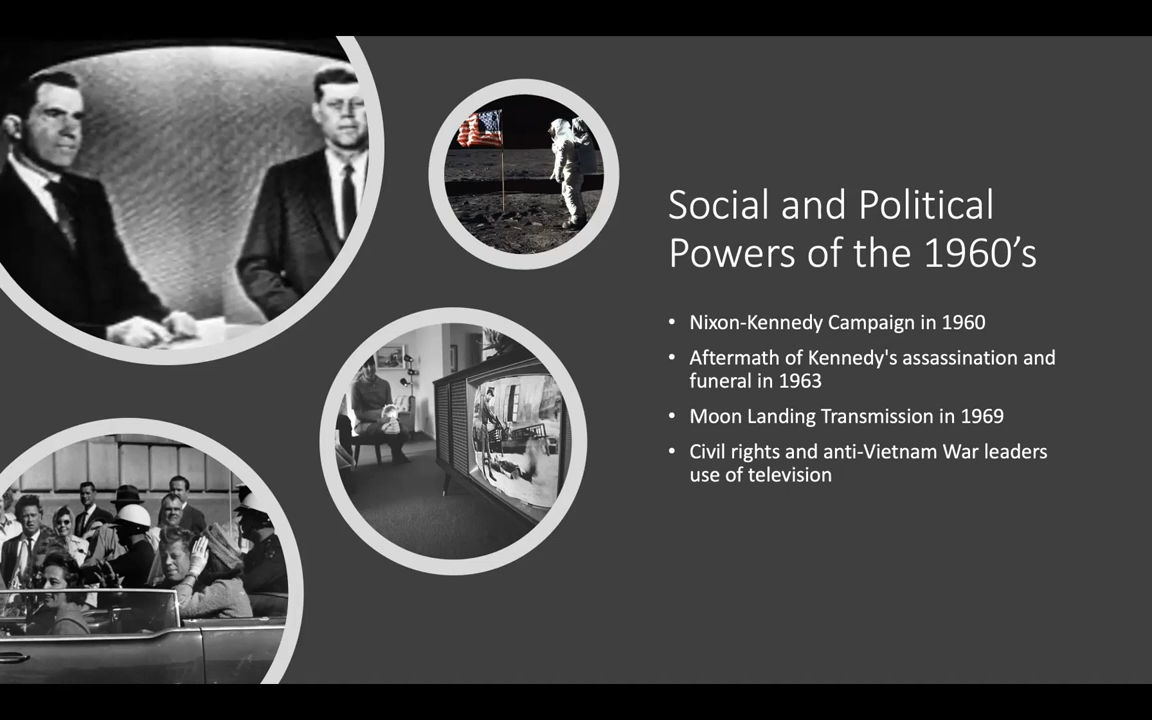 Social and Political
Powers of the 1960’s
• Nixon-Kennedy Campaign in 1960
• Aftermath of Kennedy's assassination and
funeral in 1963
• Moon Landing Transmission in 1969
• Civil rights and anti-Vietnam War leaders
use of television